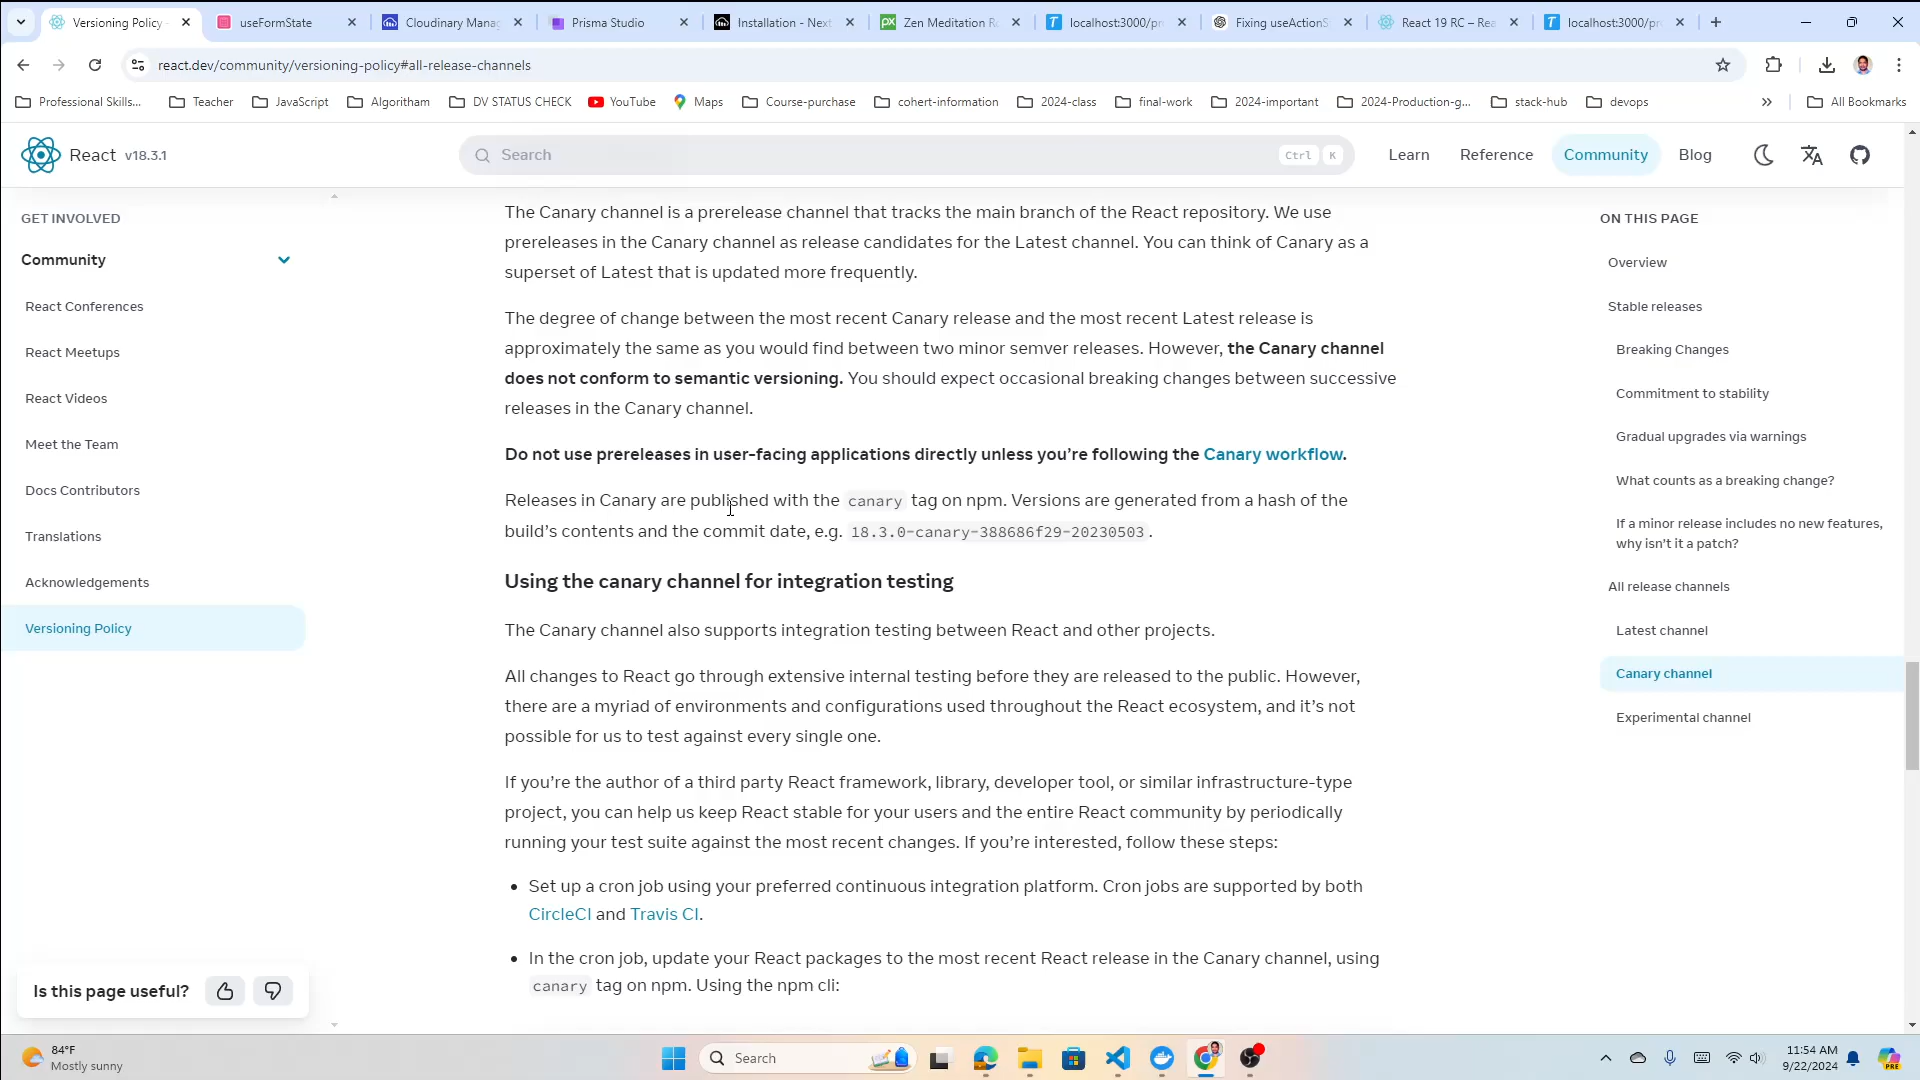 Versioning Policy -
useFormState
Cloudinary Manag
Prisma Studio
Installation - Next
Zen Meditation R
localhost:3000/pr
Fixing useActionS
React 19 RC – Rea
localhost:3000/pr
react.dev/community/versioning-policy#all-release-channels
Professional Skills...
Teacher
JavaScript
Algoritham
DV STATUS CHECK
YouTube
Maps
Course-purchase
cohert-information
2024-class
final-work
2024-important
2024-Production-g...
stack-hub
devops
All Bookmarks
React v18.3.1
Search
Ctrl K
Learn
Reference
Community
Blog
GET INVOLVED
Community
React Conferences
React Meetups
React Videos
Meet the Team
Docs Contributors
Translations
Acknowledgements
Versioning Policy
Is this page useful?
The Canary channel is a prerelease channel that tracks the main branch of the React repository. We use
prereleases in the Canary channel as release candidates for the Latest channel. You can think of Canary as a
superset of Latest that is updated more frequently.
The degree of change between the most recent Canary release and the most recent Latest release is
approximately the same as you would find between two minor semver releases. However, the Canary channel
does not conform to semantic versioning. You should expect occasional breaking changes between successive
releases in the Canary channel.
Do not use prereleases in user-facing applications directly unless you’re following the Canary workflow.
Releases in Canary are published with the canary tag on npm. Versions are generated from a hash of the
build’s contents and the commit date, e.g. 18.3.0-canary-388686f29-20230503.
Using the canary channel for integration testing
The Canary channel also supports integration testing between React and other projects.
All changes to React go through extensive internal testing before they are released to the public. However,
there are a myriad of environments and configurations used throughout the React ecosystem, and it’s not
possible for us to test against every single one.
If you’re the author of a third party React framework, library, developer tool, or similar infrastructure-type
project, you can help us keep React stable for your users and the entire React community by periodically
running your test suite against the most recent changes. If you’re interested, follow these steps:
• Set up a cron job using your preferred continuous integration platform. Cron jobs are supported by both
CircleCI and Travis CI.
• In the cron job, update your React packages to the most recent React release in the Canary channel, using
canary tag on npm. Using the npm cli:
ON THIS PAGE
Overview
Stable releases
Breaking Changes
Commitment to stability
Gradual upgrades via warnings
What counts as a breaking change?
If a minor release includes no new features,
why isn’t it a patch?
All release channels
Latest channel
Canary channel
Experimental channel
84°F
Mostly sunny
Search
11:54 AM
9/22/2024